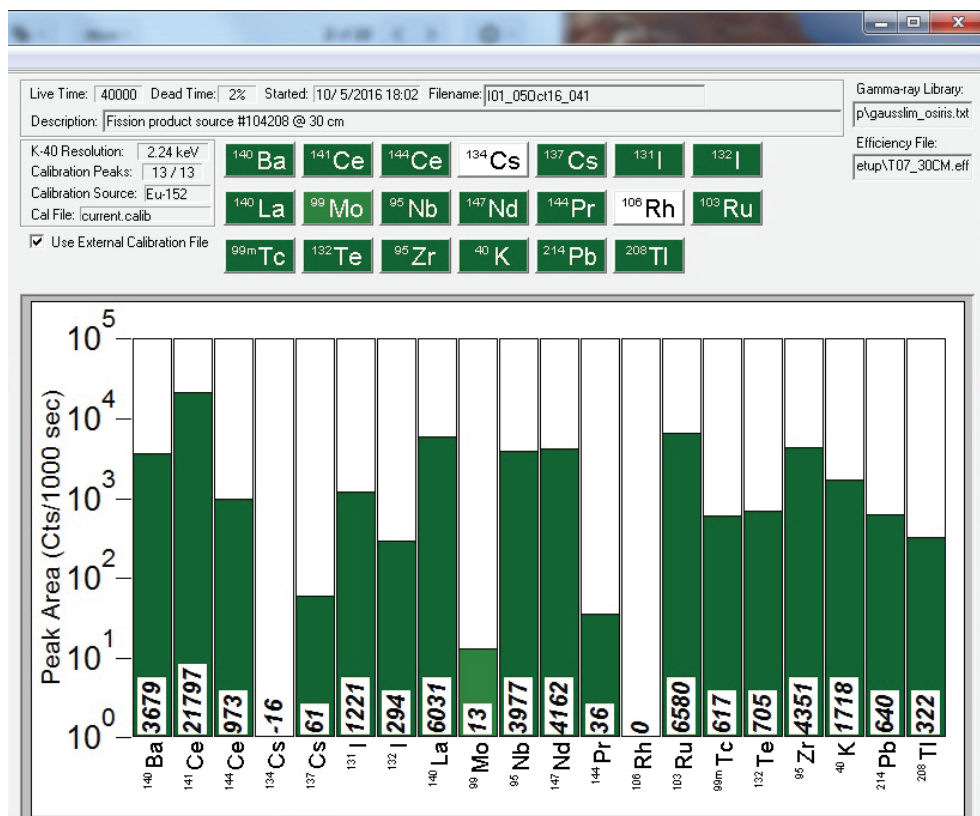 Live Time: 40000 Dead Time: 2% Started: 10/ 5/2016 18:02 Filename: I01_05Oct16_041
Description: Fission product source #104208 @ 30 cm
Gamma-ray Library:
p\gausslim_osiris.txt
Efficiency File:
etup\T07_30CM.eff
K-40 Resolution: 2.24 keV
Calibration Peaks: 13 / 13
Calibration Source: Eu-152
Cal File: current.calib
Use External Calibration File
140Ba 141Ce 144Ce 134Cs 137Cs 131I 132I
140La 99Mo 95Nb 147Nd 144Pr 106Rh 103Ru
99mTc 132Te 95Zr 40K 214Pb 208Tl
Peak Area (Cts/1000 sec)
10^5
10^4
10^3
10^2
10^1
10^0
3679 21797 973 -16 61 1221 294 6031 13 3977 4162 36 0 6580 617 705 4351 1718 640 322
140Ba 141Ce 144Ce 134Cs 137Cs 131I 132I 140La 99Mo 95Nb 147Nd 144Pr 106Rh 103Ru 99mTc 132Te 95Zr 40K 214Pb 208Tl